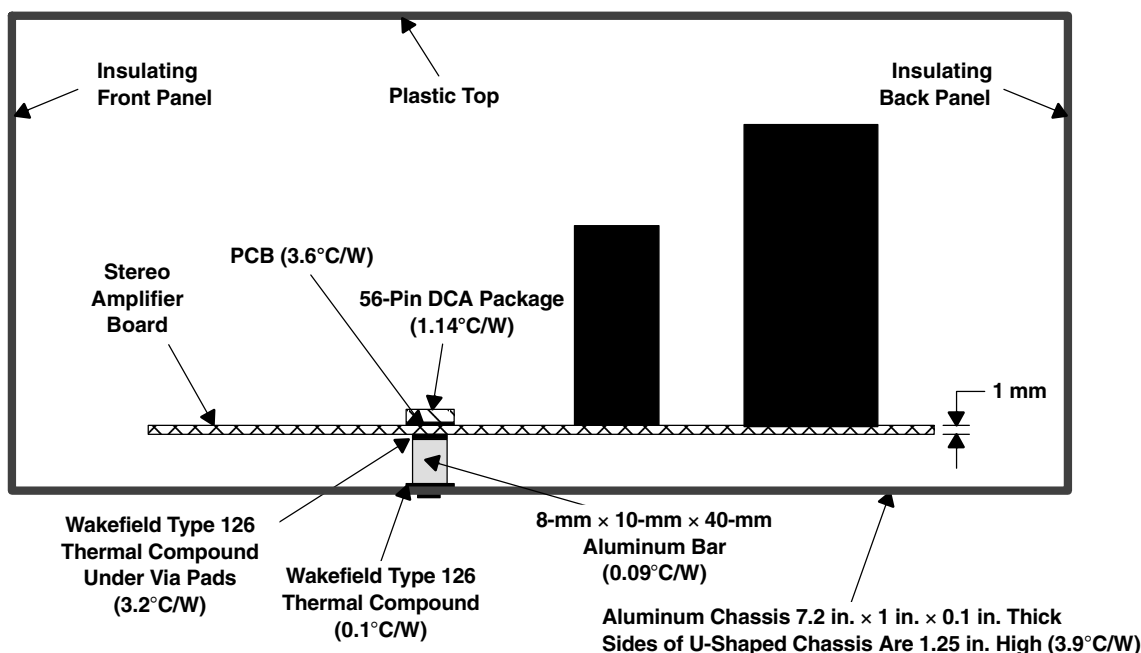 Insulating
Front Panel
Plastic Top
Insulating
Back Panel
PCB (3.6°C/W)
Stereo
Amplifier
Board
56-Pin DCA Package
(1.14°C/W)
1 mm
Wakefield Type 126
Thermal Compound
Under Via Pads
(3.2°C/W)
Wakefield Type 126
Thermal Compound
(0.1°C/W)
8-mm × 10-mm × 40-mm
Aluminum Bar
(0.09°C/W)
Aluminum Chassis 7.2 in. × 1 in. × 0.1 in. Thick
Sides of U-Shaped Chassis Are 1.25 in. High (3.9°C/W)